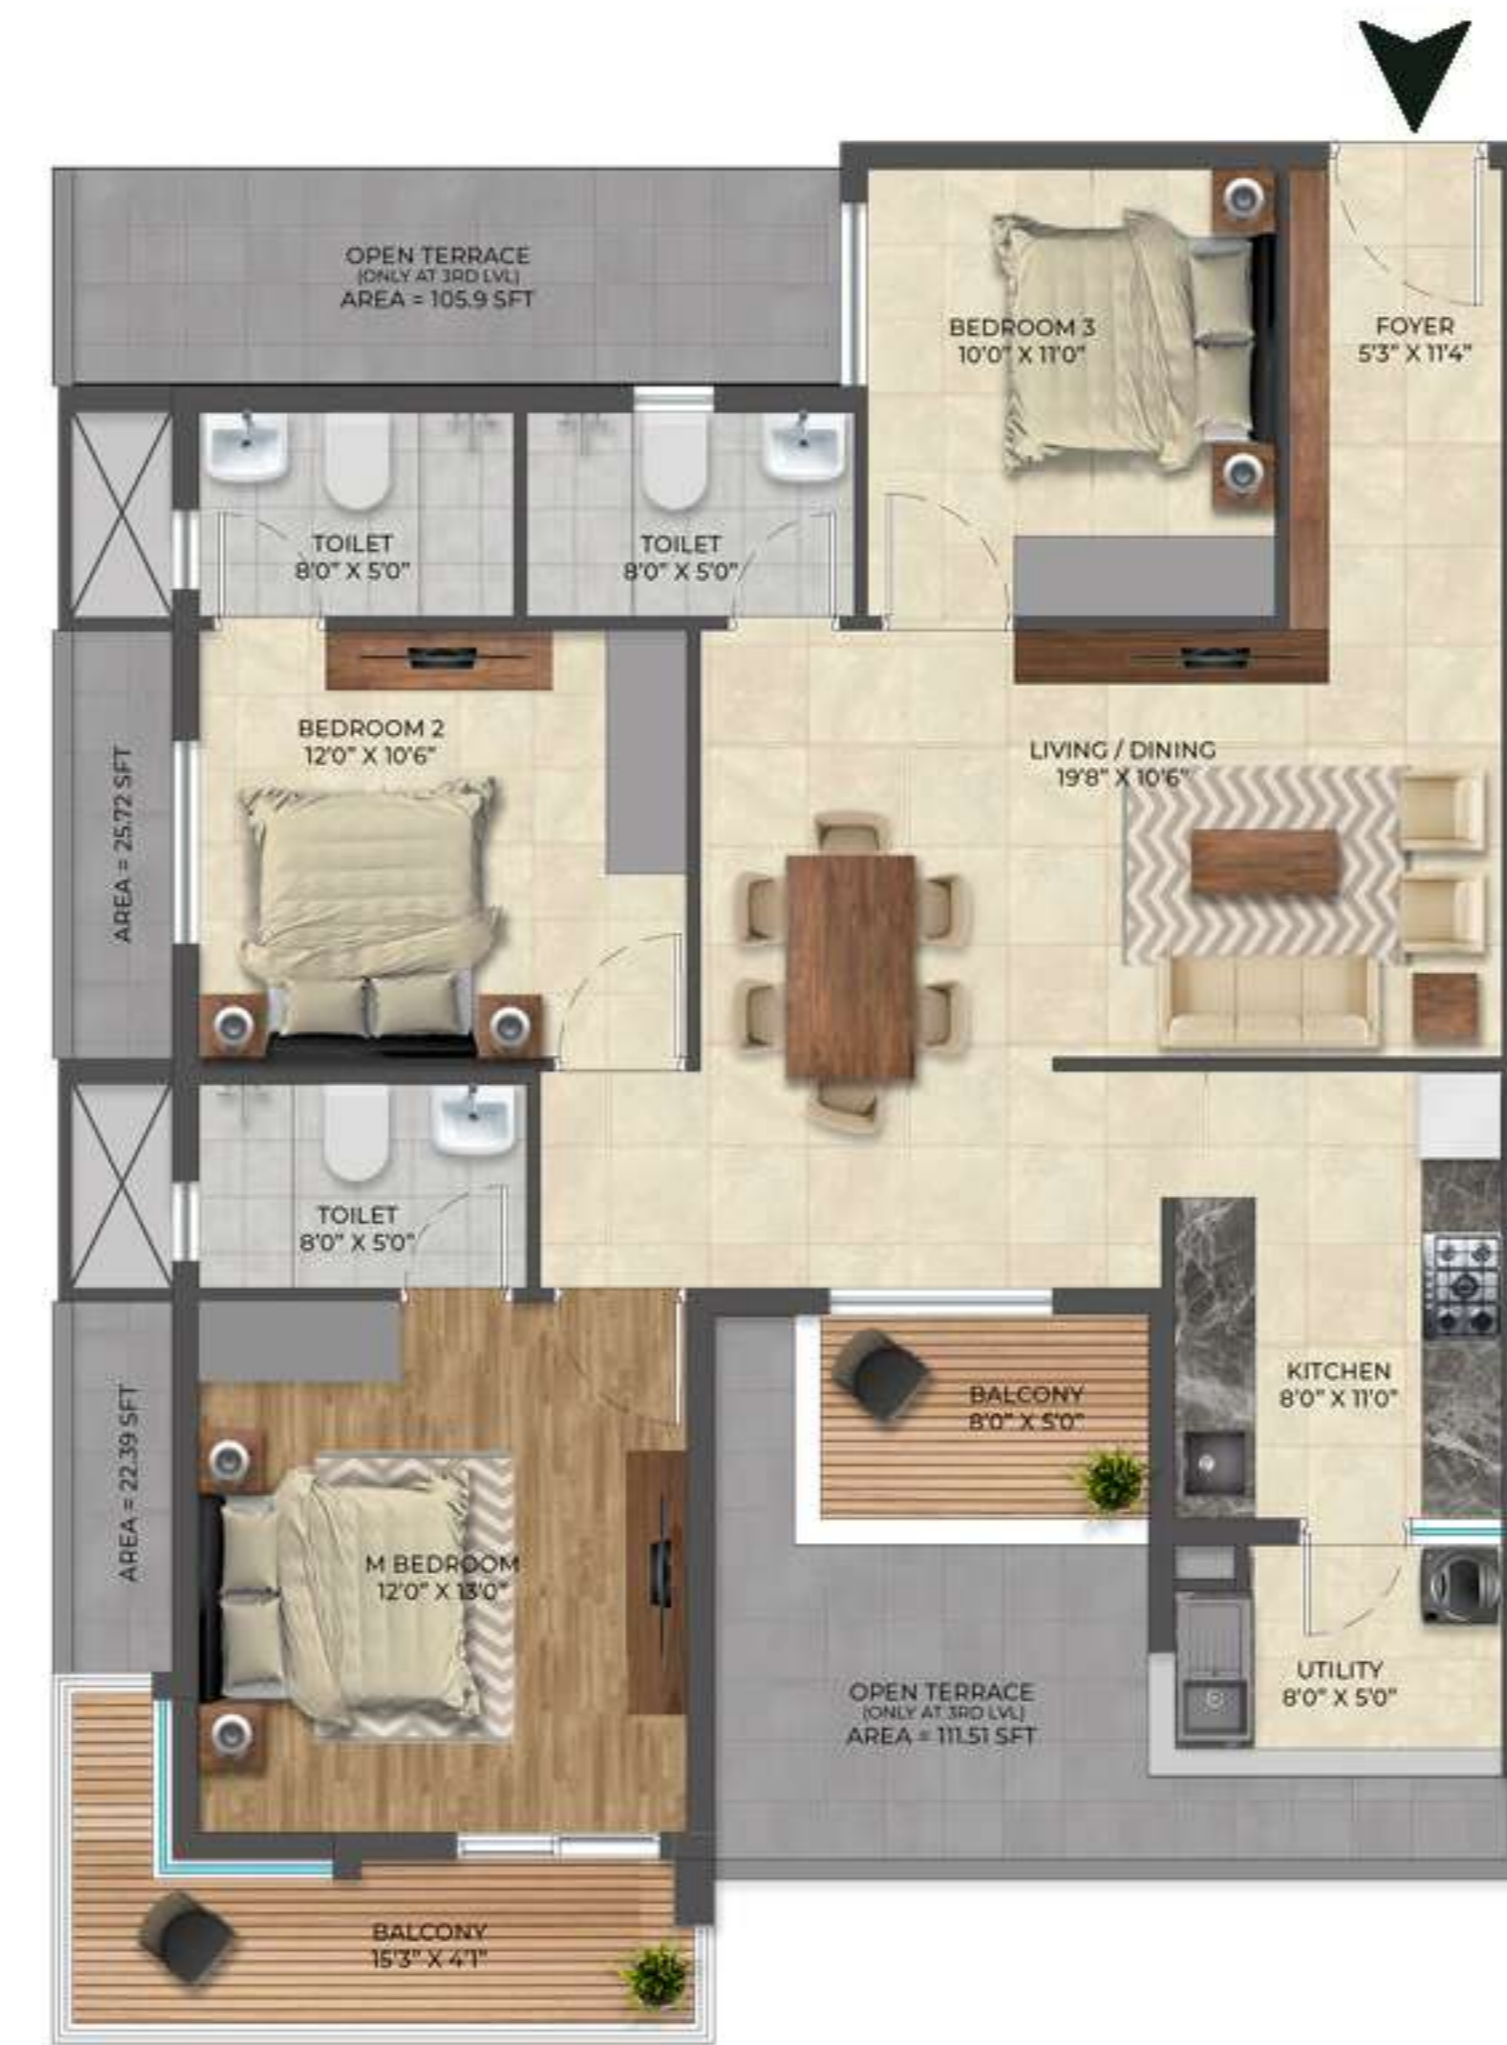 OPEN TERRACE
(ONLY AT 3RD LVL)
AREA = 105.9 SFT
BEDROOM 3
10'0" X 11'0"
FOYER
5'3" X 11'4"
TOILET
8'0" X 5'0"
TOILET
8'0" X 5'0"
BEDROOM 2
12'0" X 10'6"
LIVING / DINING
19'8" X 10'6"
AREA = 25.72 SFT
TOILET
8'0" X 5'0"
KITCHEN
8'0" X 11'0"
BALCONY
8'0" X 5'0"
AREA = 22.39 SFT
M BEDROOM
12'0" X 13'0"
UTILITY
8'0" X 5'0"
OPEN TERRACE
(ONLY AT 3RD LVL)
AREA = 111.51 SFT
BALCONY
15'3" X 4'1"